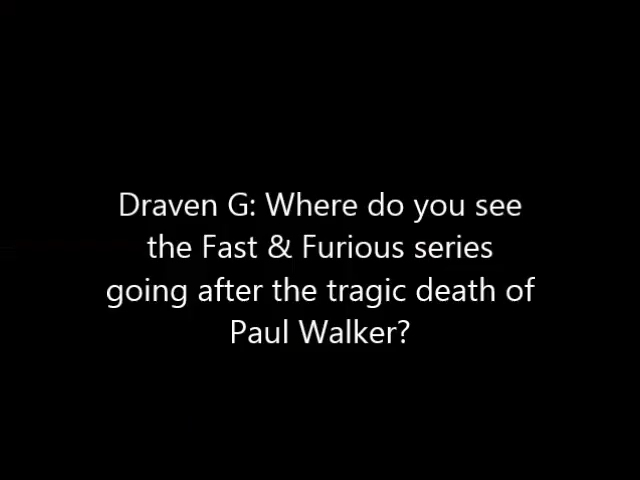 Draven G: Where do you see
the Fast & Furious series
going after the tragic death of
Paul Walker?